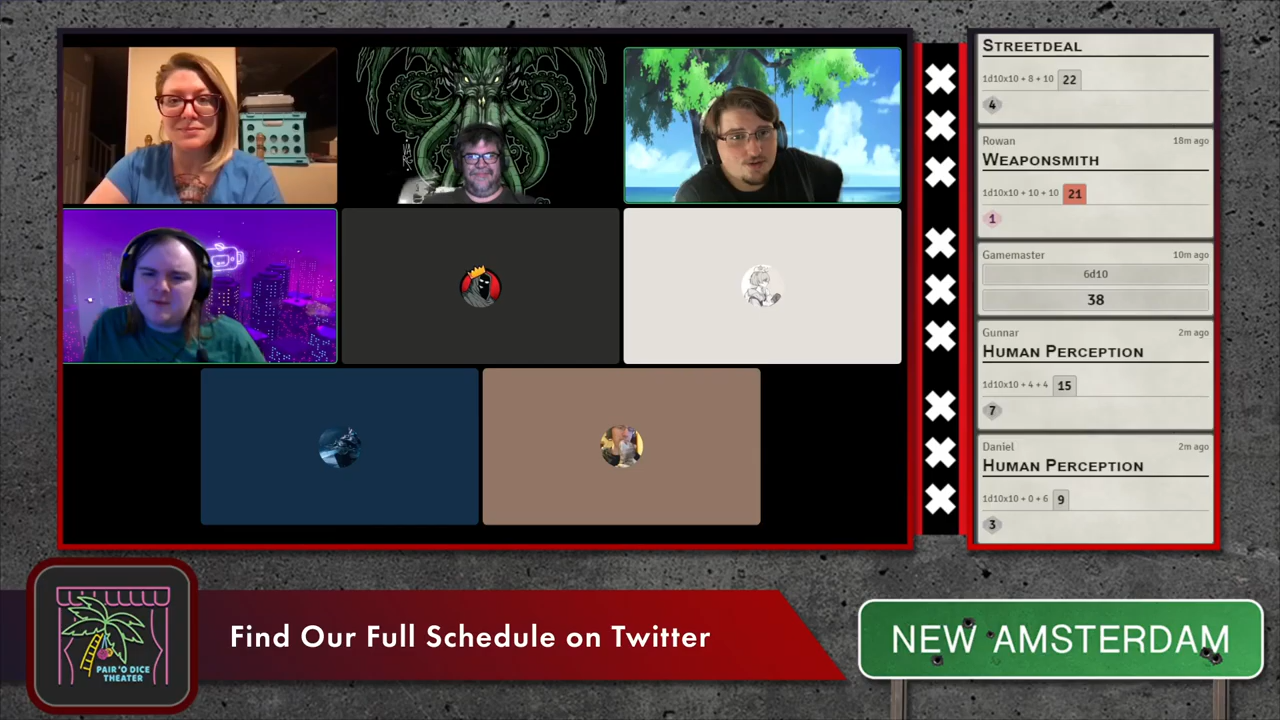 STREETDEAL
1d10x10 + 8 + 10 22
4
Rowan 18m ago
WEAPONSMITH
1d10x10 + 10 + 10 21
1
Gamemaster 10m ago
6d10
38
Gunnar 2m ago
HUMAN PERCEPTION
1d10x10 + 4 + 4 15
7
Daniel 2m ago
HUMAN PERCEPTION
1d10x10 + 0 + 6 9
3
PAIR'O DICE
THEATER
Find Our Full Schedule on Twitter
NEW AMSTERDAM